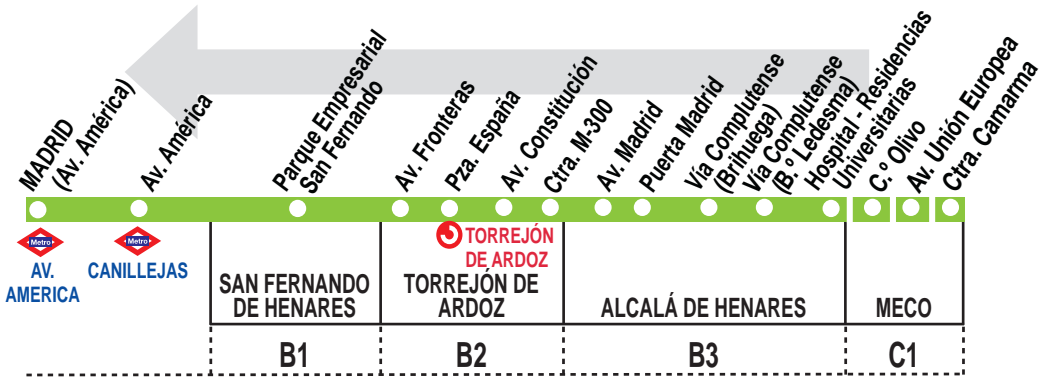 MADRID
(Av. América)
Av. América
Parque Empresarial
San Fernando
Av. Fronteras
Pza. España
Av. Constitución
Ctra. M-300
Av. Madrid
Puerta Madrid
Vía Complutense
(Brihuega)
Vía Complutense
(B.º Ledesma)
Hospital - Residencias
Universitarias
C.º Olivo
Av. Unión Europea
Ctra. Camarma
Metro
AV.
AMERICA
Metro
CANILLEJAS
TORREJÓN
DE ARDOZ
SAN FERNANDO
DE HENARES
TORREJÓN DE
ARDOZ
ALCALÁ DE HENARES
MECO
B1
B2
B3
C1